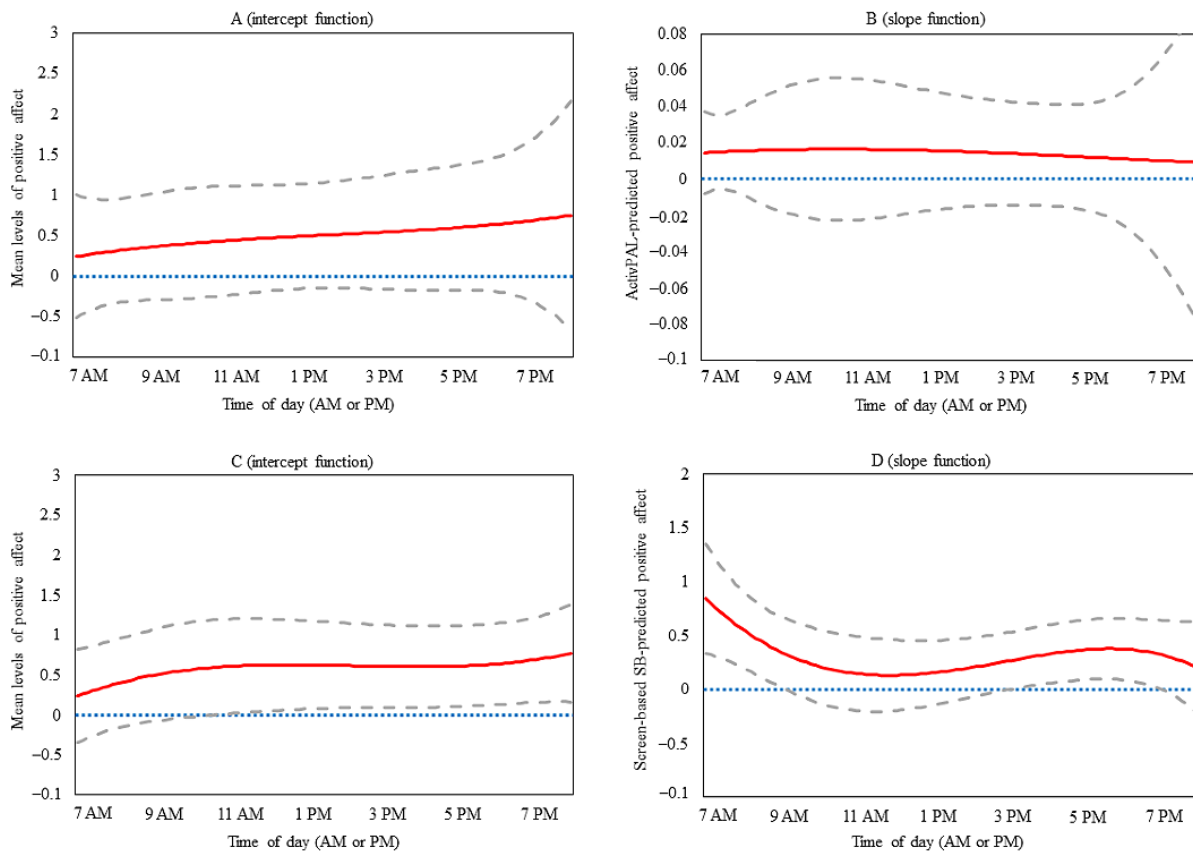 A (intercept function)
3
2.5
2
1.5
1
0.5
0
–0.5
–0.1
Mean levels of positive affect
7 AM 9 AM 11 AM 1 PM 3 PM 5 PM 7 PM
Time of day (AM or PM)
B (slope function)
0.08
0.06
0.04
0.02
0
–0.02
–0.04
–0.06
–0.08
–0.1
ActivPAL-predicted positive affect
7 AM 9 AM 11 AM 1 PM 3 PM 5 PM 7 PM
Time of day (AM or PM)
C (intercept function)
3
2.5
2
1.5
1
0.5
0
–0.5
–0.1
Mean levels of positive affect
7 AM 9 AM 11 AM 1 PM 3 PM 5 PM 7 PM
Time of day (AM or PM)
D (slope function)
2
1.5
1
0.5
0
–0.5
–0.1
Screen-based SB-predicted positive affect
7 AM 9 AM 11 AM 1 PM 3 PM 5 PM 7 PM
Time of day (AM or PM)